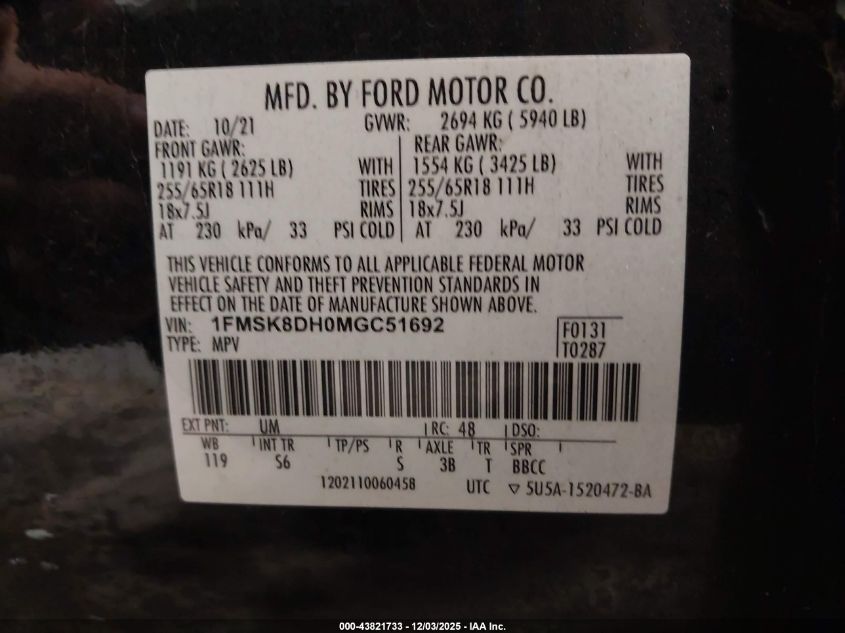 MFD. BY FORD MOTOR CO.
DATE: 10/21 GVWR: 2694 KG ( 5940 LB)
FRONT GAWR: REAR GAWR:
1191 KG ( 2625 LB) WITH 1554 KG ( 3425 LB) WITH
255/65R18 111H TIRES 255/65R18 111H TIRES
18x7.5J RIMS 18x7.5J RIMS
AT 230 kPa/ 33 PSI COLD AT 230 kPa/ 33 PSI COLD
THIS VEHICLE CONFORMS TO ALL APPLICABLE FEDERAL MOTOR
VEHICLE SAFETY AND THEFT PREVENTION STANDARDS IN
EFFECT ON THE DATE OF MANUFACTURE SHOWN ABOVE.
VIN: 1FMSK8DH0MGC51692 F0131
TYPE: MPV T0287
EXT PNT: UM RC: 48 DSO:
WB INT TR TP/PS R AXLE TR SPR
119 S6 S 3B T BBCC
1202110060458 UTC ▽ 5U5A-1520472-BA
000-43821733 - 12/03/2025 - IAA Inc.